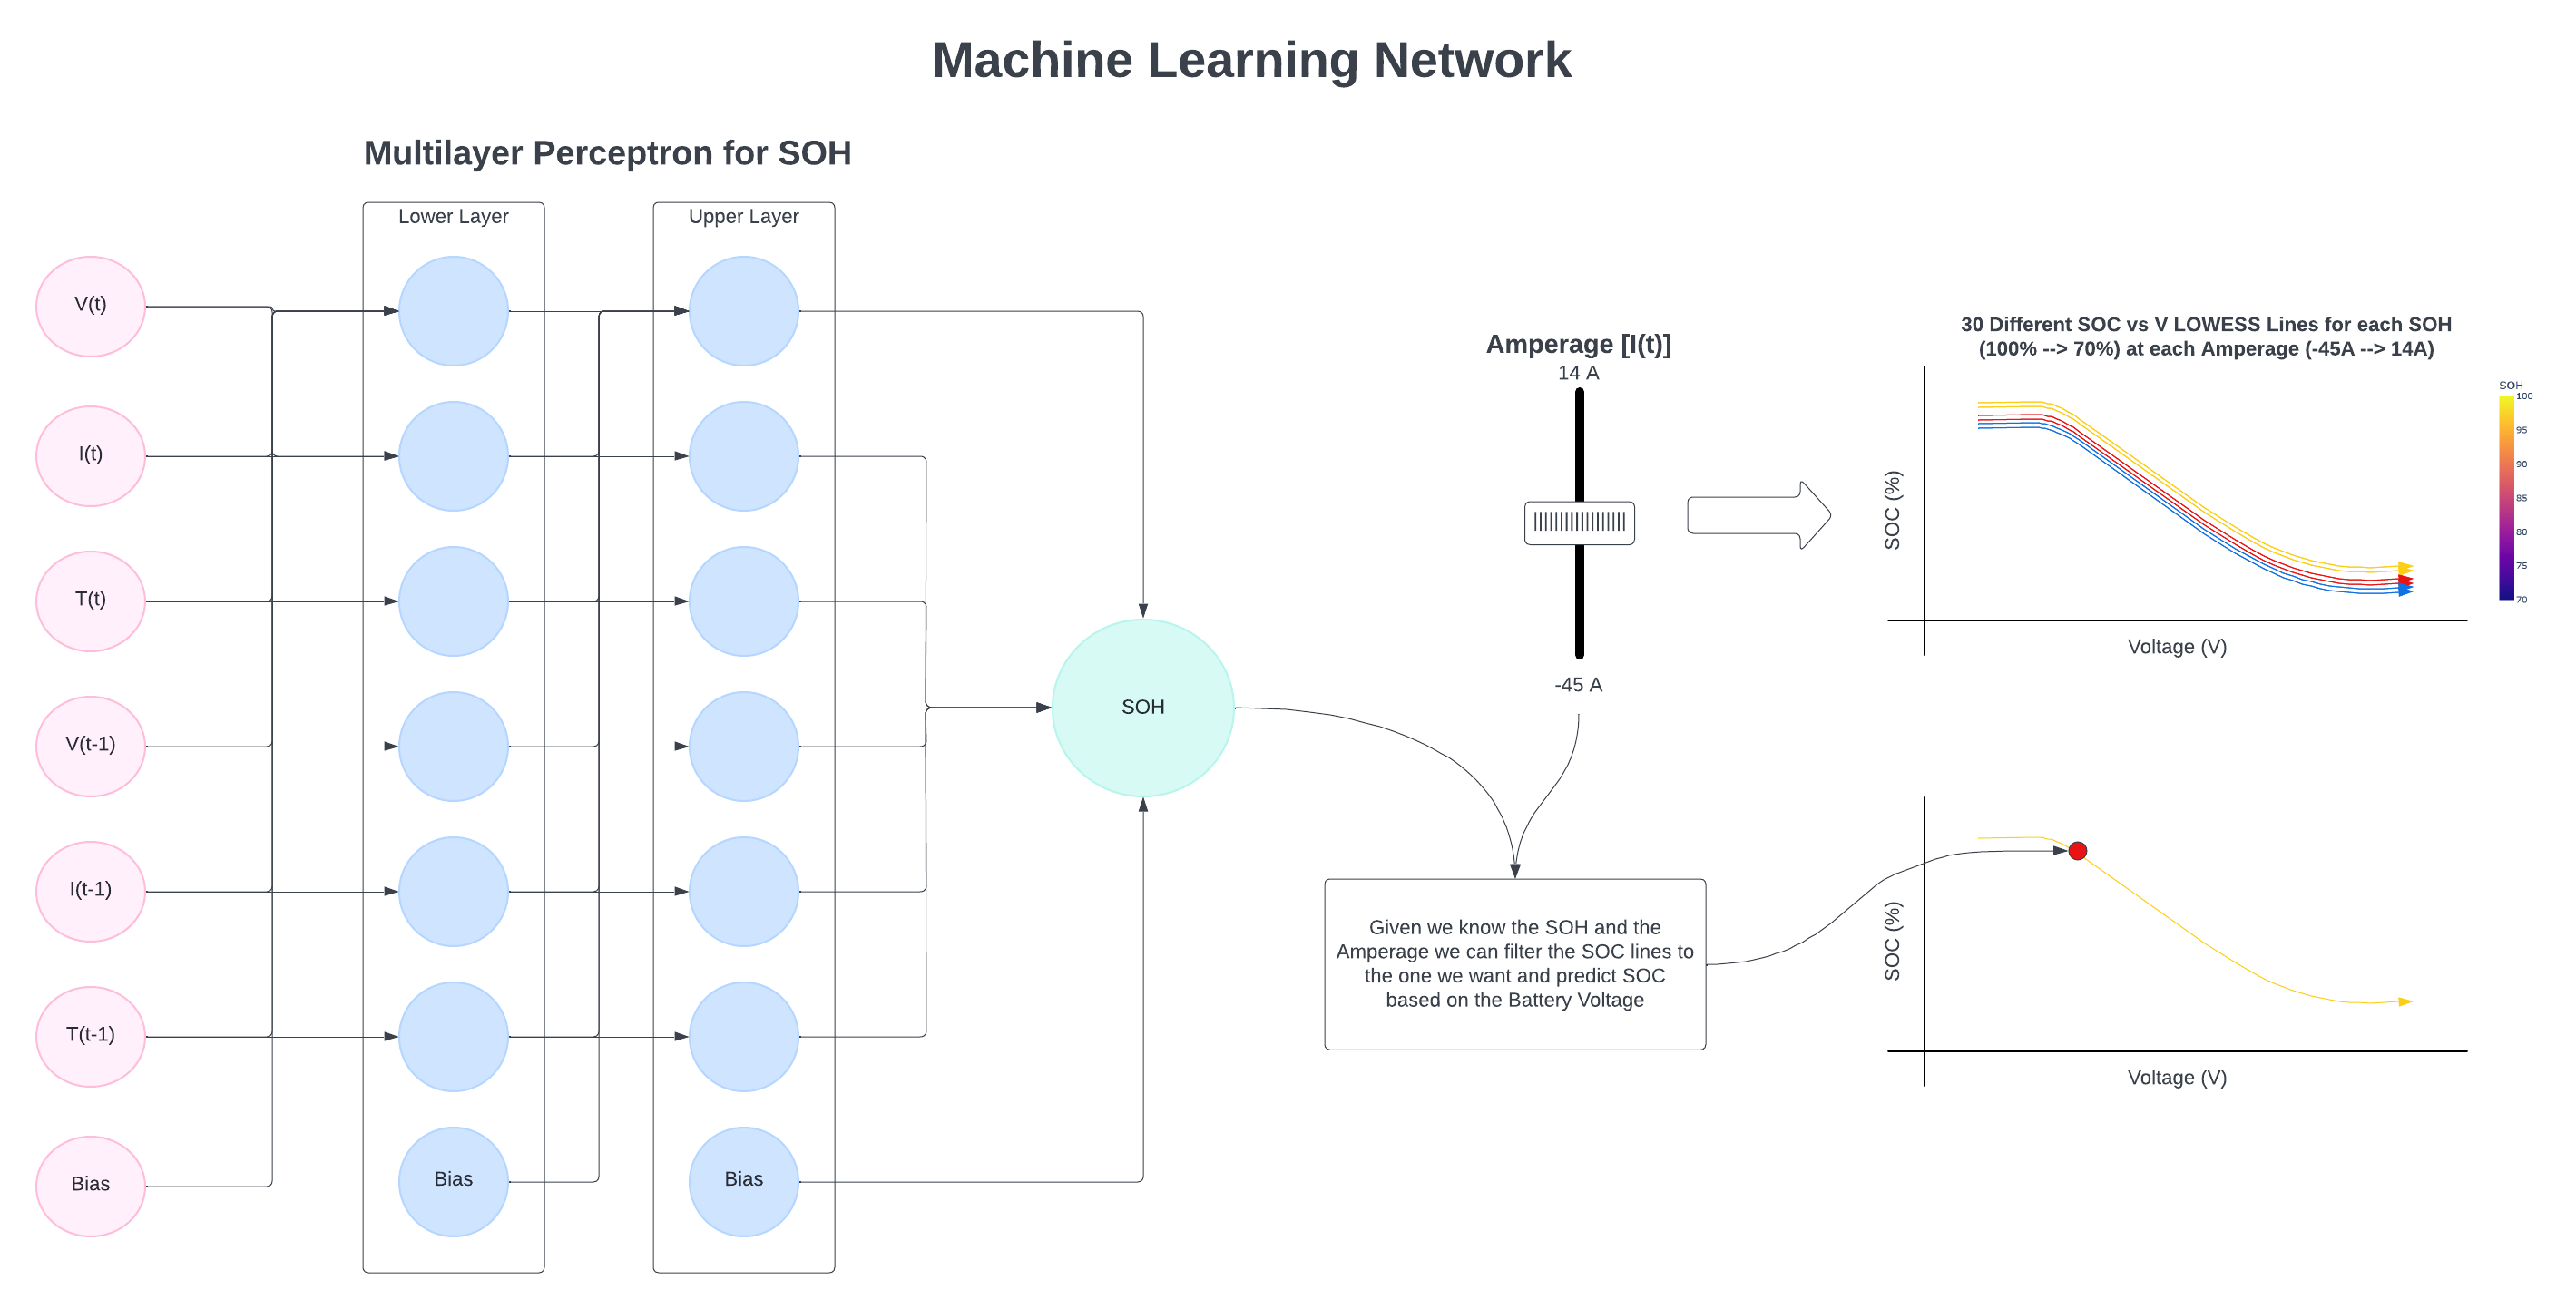 Machine Learning Network
Multilayer Perceptron for SOH
Lower Layer
Upper Layer
V(t)
I(t)
T(t)
V(t-1)
I(t-1)
T(t-1)
Bias
Bias
Bias
SOH
Amperage [I(t)]
14 A
-45 A
30 Different SOC vs V LOWESS Lines for each SOH
(100% --> 70%) at each Amperage (-45A --> 14A)
SOC (%)
Voltage (V)
SOH
100
95
90
85
80
75
70
Given we know the SOH and the
Amperage we can filter the SOC lines to
the one we want and predict SOC
based on the Battery Voltage
SOC (%)
Voltage (V)